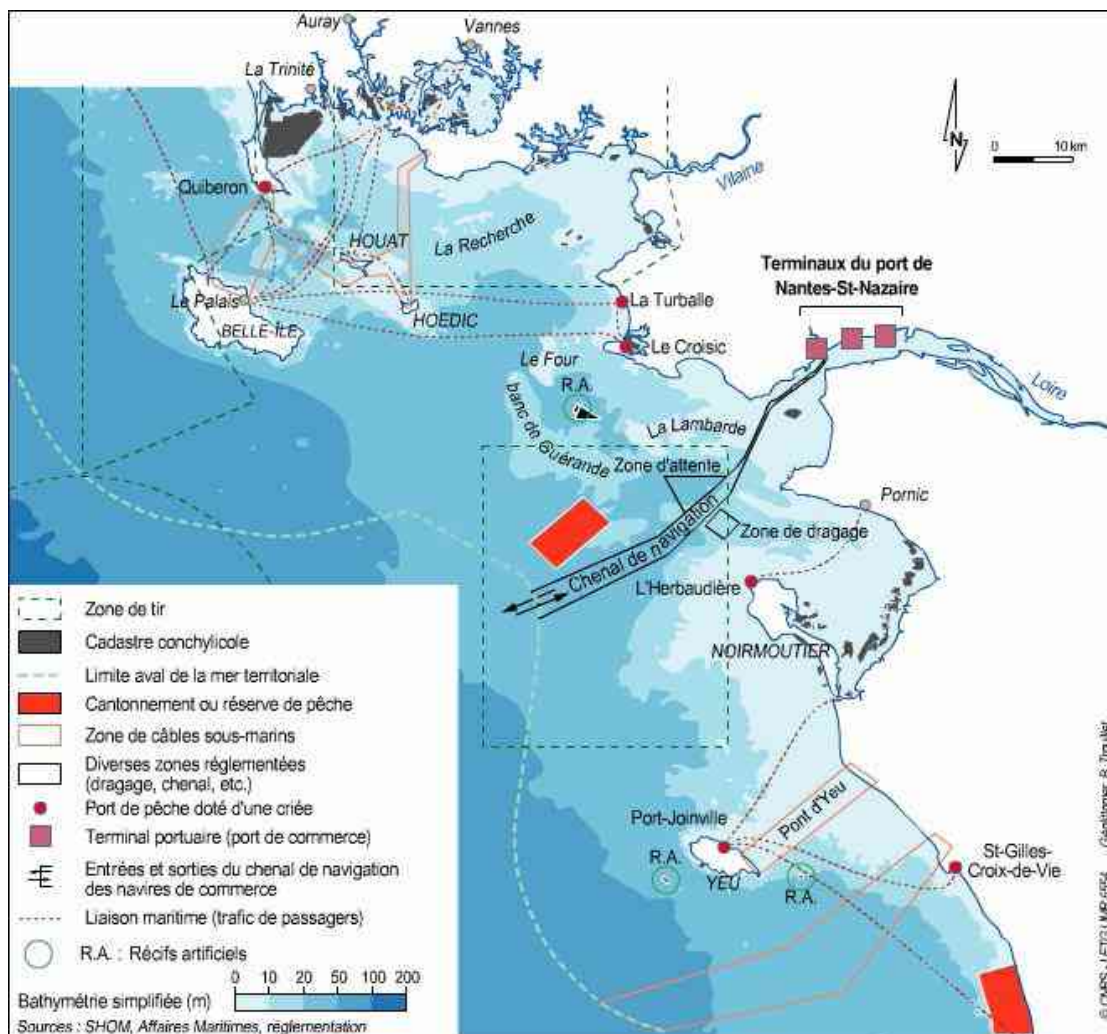 Auray
Vannes
La Trinité
N
0 10 km
Quiberon
Vilaine
La Recherche
HOUAT
Terminaux du port de
Nantes-St-Nazaire
Le Palais
La Turballe
BELLE-ÎLE
HOEDIC
Le Croisic
Le Four
R.A.
Loire
banc de Guérande
La Lambarde
Zone d'attente
Pornic
Chenal de navigation
Zone de dragage
L'Herbaudière
NOIRMOUTIER
Port-Joinville
Pont d'Yeu
St-Gilles-
Croix-de-Vie
R.A.
YEU
R.A.
Zone de tir
Cadastre conchylicole
Limite aval de la mer territoriale
Cantonnement ou réserve de pêche
Zone de câbles sous-marins
Diverses zones réglementées
(dragage, chenal, etc.)
Port de pêche doté d'une criée
Terminal portuaire (port de commerce)
Entrées et sorties du chenal de navigation
des navires de commerce
Liaison maritime (trafic de passagers)
R.A. : Récifs artificiels
0 10 20 50 100 200
Bathymétrie simplifiée (m)
Sources : SHOM, Affaires Maritimes, réglementation
© CNRS - LETG UMR 6554